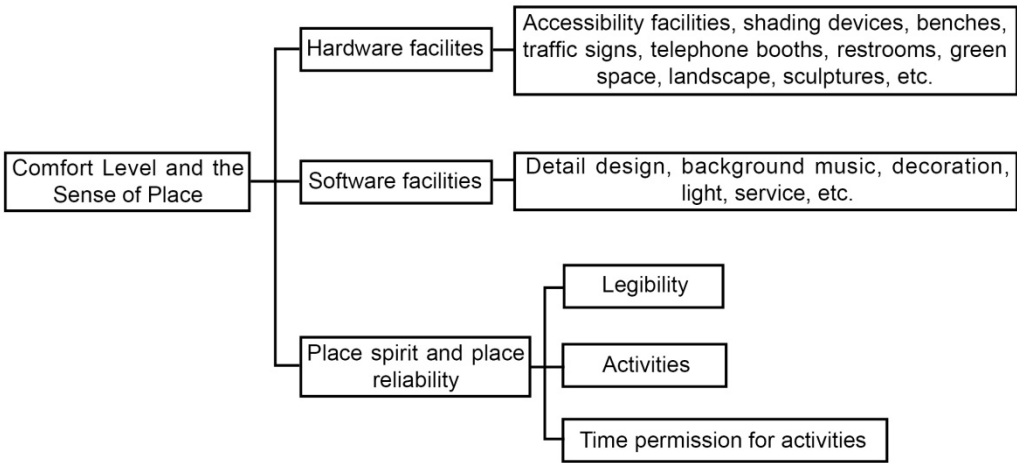 Hardware facilites
Accessibility facilities, shading devices, benches,
traffic signs, telephone booths, restrooms, green
space, landscape, sculptures, etc.
Comfort Level and the
Sense of Place
Software facilities
Detail design, background music, decoration,
light, service, etc.
Legibility
Place spirit and place
reliability
Activities
Time permission for activities